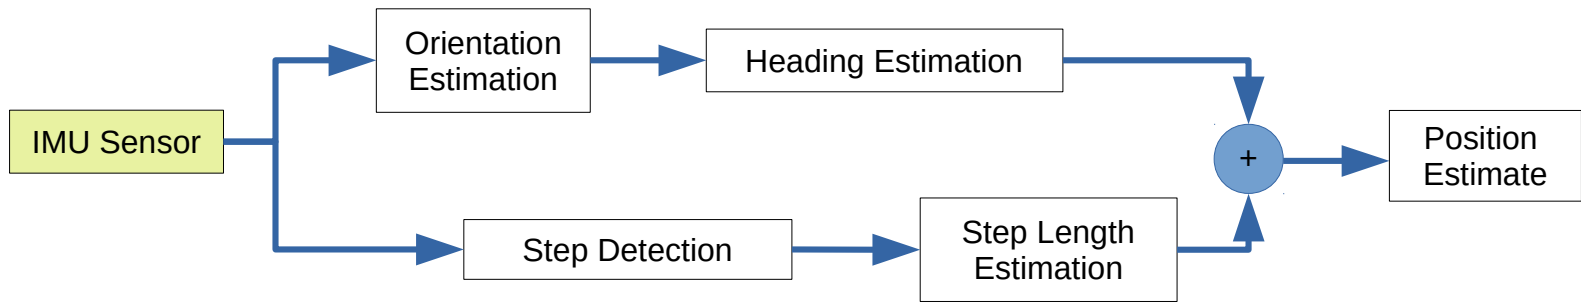 Orientation
Estimation
Heading Estimation
IMU Sensor
+
Position
Estimate
Step Detection
Step Length
Estimation